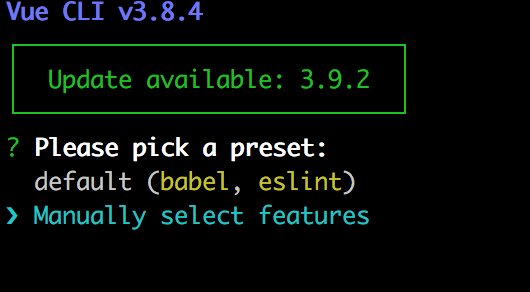 Vue CLI v3.8.4
Update available: 3.9.2
? Please pick a preset:
default (babel, eslint)
❯ Manually select features